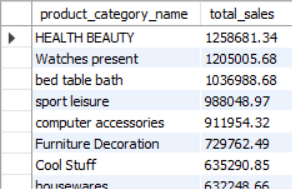 product_category_name total_sales
HEALTH BEAUTY 1258681.34
Watches present 1205005.68
bed table bath 1036988.68
sport leisure 988048.97
computer accessories 911954.32
Furniture Decoration 729762.49
Cool Stuff 635290.85
housewares 632248.66